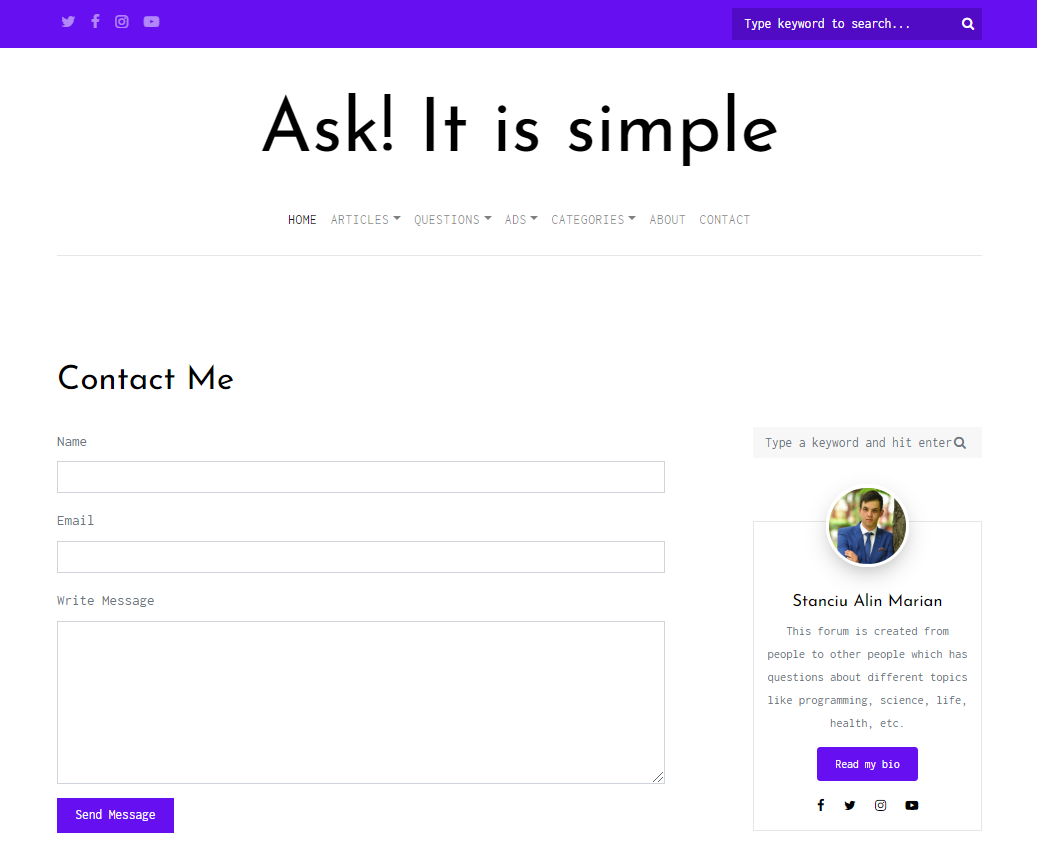 Type keyword to search...
Ask! It is simple
HOME ARTICLES QUESTIONS ADS CATEGORIES ABOUT CONTACT
Contact Me
Name
Email
Write Message
Send Message
Type a keyword and hit enter
Stanciu Alin Marian
This forum is created from
people to other people which has
questions about different topics
like programming, science, life,
health, etc.
Read my bio